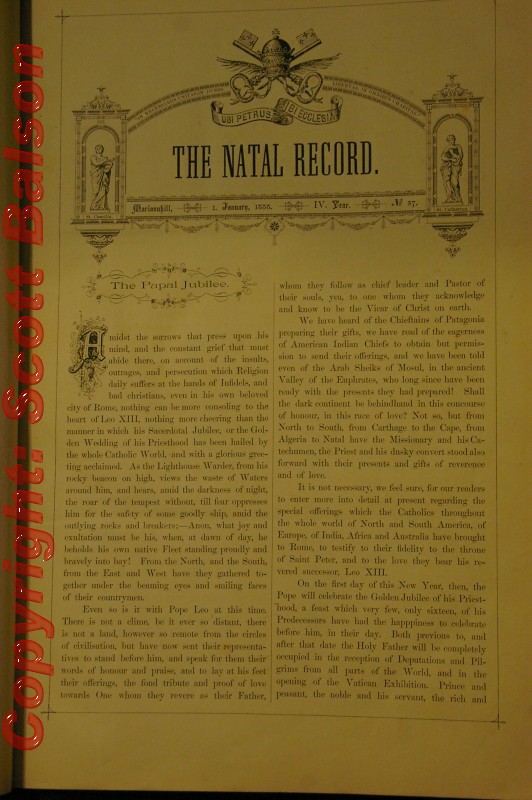 UBI PETRUS IBI ECCLESIA
THE NATAL RECORD.
Mariannhill, 1. January, 1888. IV. Year. № 37.
The Papal Jubilee.
Amidst the sorrows that press upon his
mind, and the constant grief that must
abide there, on account of the insults,
outrages, and persecution which Religion
daily suffers at the hands of Infidels, and
bad christians, even in his own beloved
city of Rome, nothing can be more consoling to the
heart of Leo XIII, nothing more cheering than the
manner in which his Sacerdotal Jubilee, or the Gol-
den Wedding of his Priesthood has been hailed by
the whole Catholic World, and with a glorious gree-
ting acclaimed. As the Lighthouse Warder, from his
rocky beacon on high, views the waste of Waters
around him, and hears, amid the darkness of night,
the roar of the tempest without, till fear oppresses
him for the safety of some goodly ship, amid the
outlying rocks and breakers;—Anon, what joy and
exultation must be his, when, at dawn of day, he
beholds his own native Fleet standing proudly and
bravely into bay! From the North, and the South,
from the East and West have they gathered to-
gether under the beaming eyes and smiling faces
of their countrymen.
Even so is it with Pope Leo at this time.
There is not a clime, be it ever so distant, there
is not a land, however so remote from the circles
of civilisation, but have now sent their representa-
tives to stand before him, and speak for them their
words of honour and praise, and to lay at his feet
their offerings, the fond tribute and proof of love
towards One whom they revere as their Father,
whom they follow as chief leader and Pastor of
their souls, yea, to one whom they acknowledge
and know to be the Vicar of Christ on earth.
We have heard of the Chieftains of Patagonia
preparing their gifts, we have read of the eagerness
of American Indian Chiefs to obtain but permis-
sion to send their offerings, and we have been told
even of the Arab Sheiks of Mosul, in the ancient
Valley of the Euphrates, who long since have been
ready with the presents they had prepared! Shall
the dark continent be behindhand in this concourse
of honour, in this race of love? Not so, but from
North to South, from Carthage to the Cape, from
Algeria to Natal have the Missionary and his Ca-
techumen, the Priest and his dusky convert stood also
forward with their presents and gifts of reverence
and of love.
It is not necessary, we feel sure, for our readers
to enter more into detail at present regarding the
special offerings which the Catholics throughout
the whole world of North and South America, of
Europe, of India, Africa and Australia have brought
to Rome, to testify to their fidelity to the throne
of Saint Peter, and to the love they bear his re-
vered successor, Leo XIII.
On the first day of this New Year, then, the
Pope will celebrate the Golden Jubilee of his Priest-
hood, a feast which very few, only sixteen, of his
Predecessors have had the happpiness to celebrate
before him, in their day. Both previous to, and
after that date the Holy Father will be completely
occupied in the reception of Deputations and Pil-
grims from all parts of the World, and in the
opening of the Vatican Exhibition. Prince and
peasant, the noble and his servant, the rich and
Copyright: Scott Balson